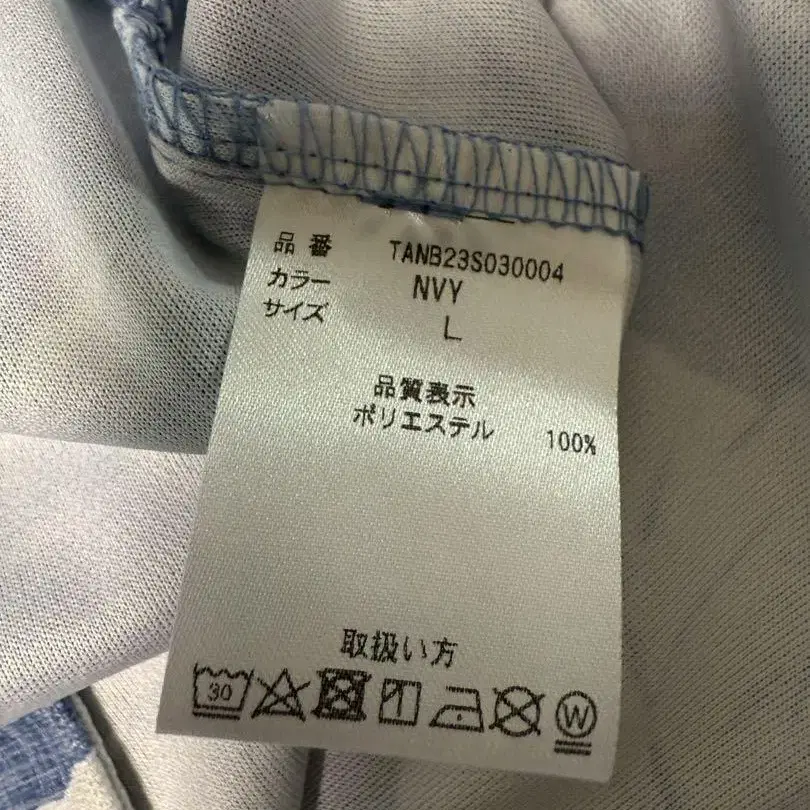 品番 TANB23S030004
カラー NVY
サイズ L
品質表示
ポリエステル 100%
取扱い方
30
W